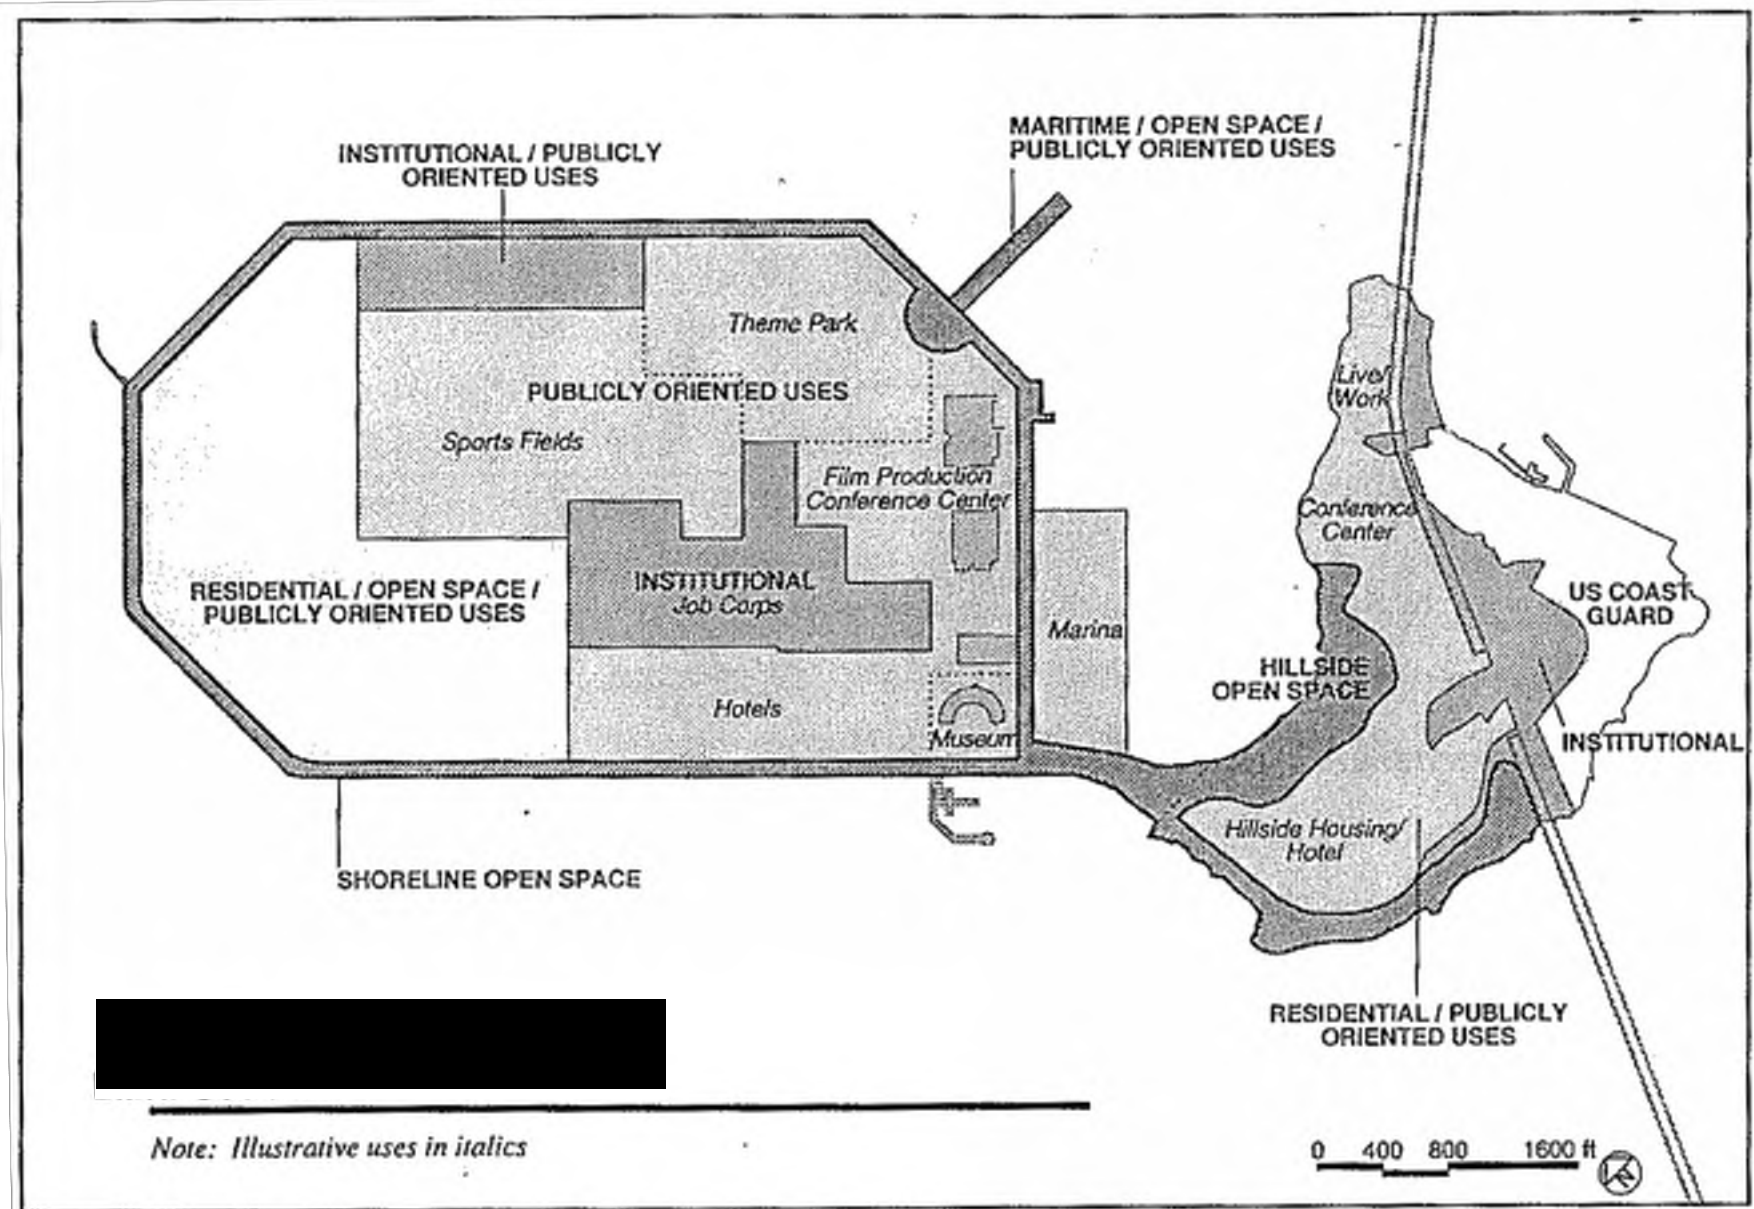 MARITIME / OPEN SPACE /
PUBLICLY ORIENTED USES
INSTITUTIONAL / PUBLICLY
ORIENTED USES
Theme Park
PUBLICLY ORIENTED USES
Sports Fields
Live/
Work
Film Production
Conference Center
Conference
Center
INSTITUTIONAL
Job Corps
RESIDENTIAL / OPEN SPACE /
PUBLICLY ORIENTED USES
Marina
US COAST
GUARD
HILLSIDE
OPEN SPACE
Hotels
Museum
INSTITUTIONAL
Hillside Housing/
Hotel
SHORELINE OPEN SPACE
RESIDENTIAL / PUBLICLY
ORIENTED USES
Note: Illustrative uses in italics
0 400 800 1600 ft